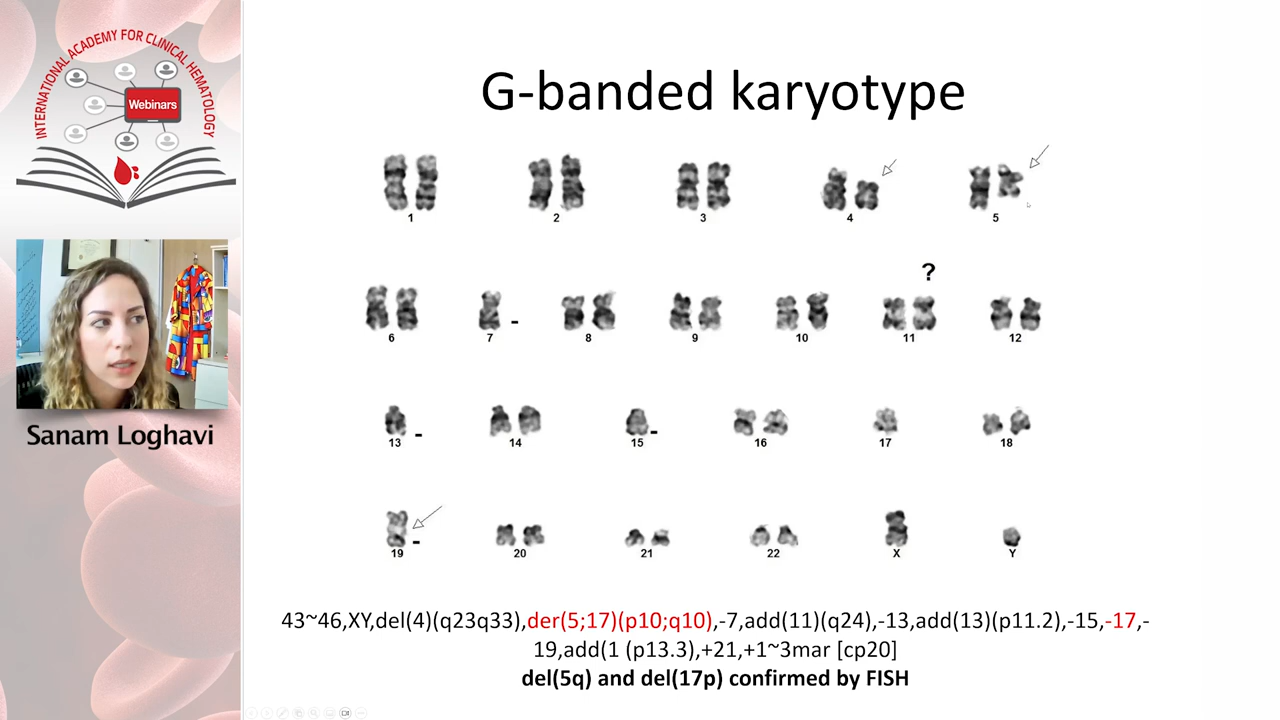 INTERNATIONAL ACADEMY FOR CLINICAL HEMATOLOGY
Webinars
Sanam Loghavi
G-banded karyotype
1
2
3
4
5
?
6
7 -
8
9
10
11
12
13 -
14
15 -
16
17
18
19 -
20
21
22
X
Y
43~46,XY,del(4)(q23q33),der(5;17)(p10;q10),-7,add(11)(q24),-13,add(13)(p11.2),-15,-17,-
19,add(1 (p13.3),+21,+1~3mar [cp20]
del(5q) and del(17p) confirmed by FISH